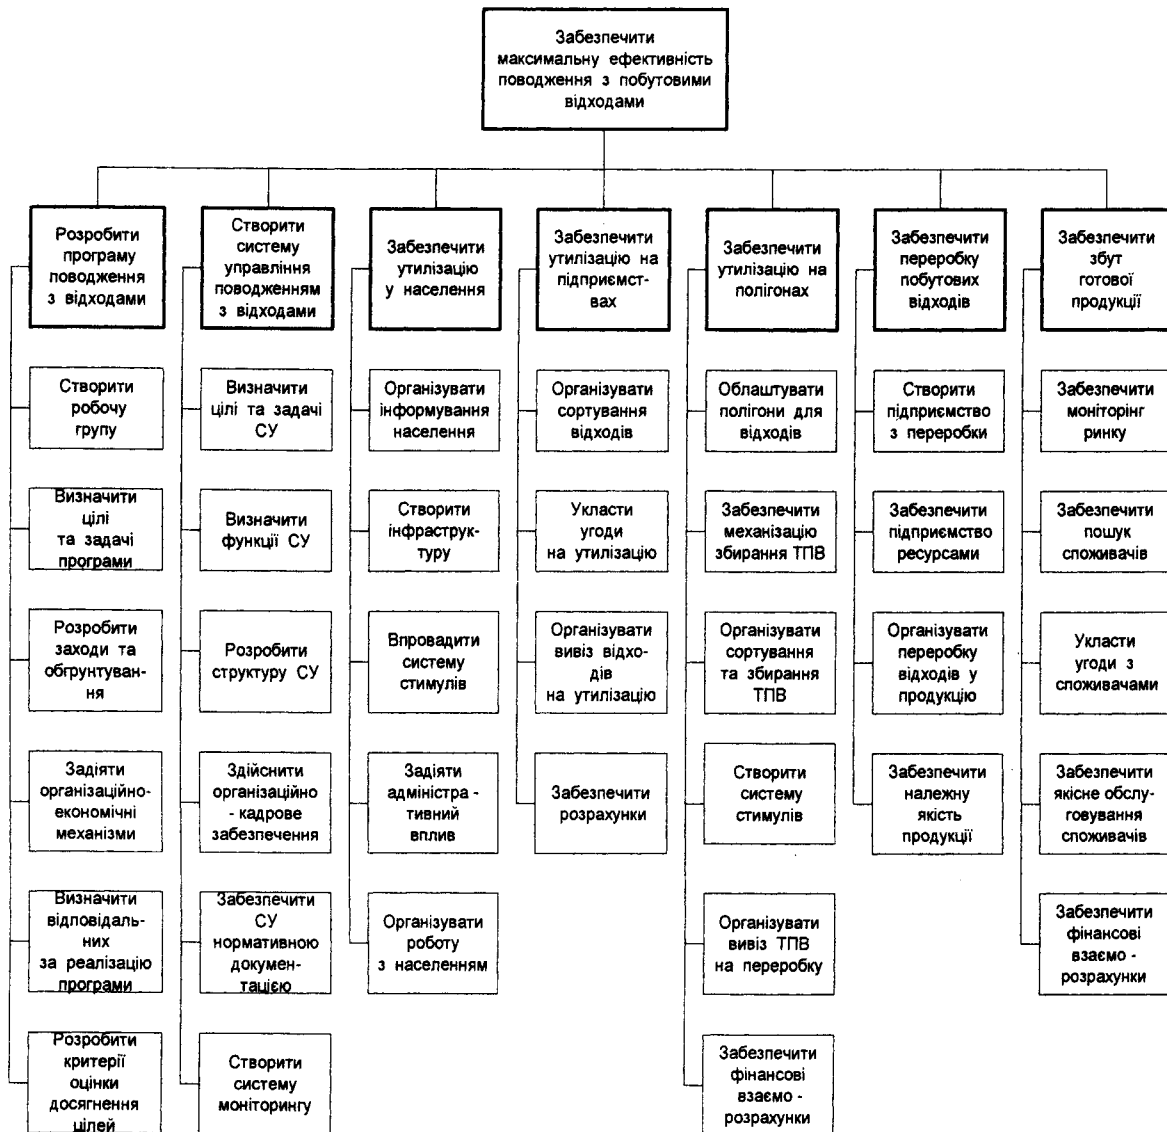 Забезпечити
максимальну ефективність
поводження з побутовими
відходами
Розробити
програму
поводження
з відходами
Створити
систему
управління
поводженням
з відходами
Забезпечити
утилізацію
у населення
Забезпечити
утилізацію на
підприємст-
вах
Забезпечити
утилізацію на
полігонах
Забезпечити
переробку
побутових
відходів
Забезпечити
збут
готової
продукції
Створити
робочу
групу
Визначити
цілі та задачі
СУ
Організувати
інформування
населення
Організувати
сортування
відходів
Облаштувати
полігони для
відходів
Створити
підприємство
з переробки
Забезпечити
моніторінг
ринку
Визначити
цілі
та задачі
програми
Визначити
функції СУ
Створити
інфраструк-
туру
Укласти
угоди
на утилізацію
Забезпечити
механізацію
збирання ТПВ
Забезпечити
підприємство
ресурсами
Забезпечити
пошук
споживачів
Розробити
заходи та
обгрунтуван-
ня
Розробити
структуру СУ
Впровадити
систему
стимулів
Організувати
вивіз відхо-
дів
на утилізацію
Організувати
сортування
та збирання
ТПВ
Організувати
переробку
відходів у
продукцію
Укласти
угоди з
споживачами
Задіяти
організаційно-
економічні
механізми
Здійснити
організаційно
- кадрове
забезпечення
Задіяти
адміністра -
тивний
вплив
Забезпечити
розрахунки
Створити
систему
стимулів
Забезпечити
належну
якість
продукції
Забезпечити
якісне обслу-
говування
споживачів
Визначити
відповідаль-
них
за реалізацію
програми
Забезпечити
СУ
нормативною
докумен-
тацією
Організувати
роботу
з населенням
Організувати
вивіз ТПВ
на переробку
Забезпечити
фінансові
взаємо -
розрахунки
Розробити
критерії
оцінки
досягнення
цілей
Створити
систему
моніторингу
Забезпечити
фінансові
взаємо -
розрахунки